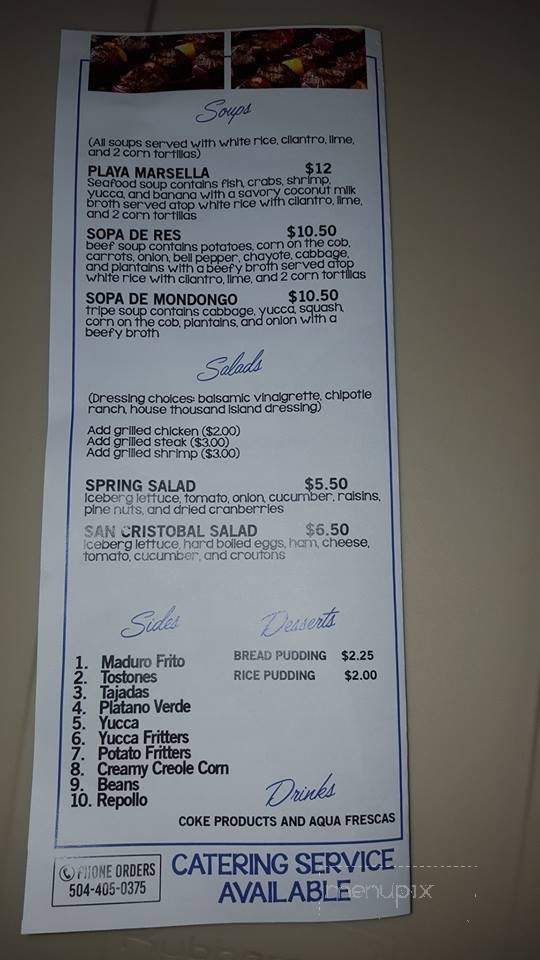 Soups
(All soups served with white rice, cilantro, lime,
and 2 corn tortillas)
PLAYA MARSELLA $12
Seafood soup contains fish, crabs, shrimp,
yucca, and banana with a savory coconut milk
broth served atop white rice with cilantro, lime,
and 2 corn tortillas
SOPA DE RES $10.50
beef soup contains potatoes, corn on the cob,
carrots, onion, bell pepper, chayote, cabbage,
and plantains with a beefy broth served atop
white rice with cilantro, lime, and 2 corn tortillas
SOPA DE MONDONGO $10.50
tripe soup contains cabbage, yucca, squash,
corn on the cob, plantains, and onion with a
beefy broth
Salads
(Dressing choices: balsamic vinaigrette, chipotle
ranch, house thousand island dressing)
Add grilled chicken ($2.00)
Add grilled steak ($3.00)
Add grilled shrimp ($3.00)
SPRING SALAD $5.50
Iceberg lettuce, tomato, onion, cucumber, raisins,
pine nuts, and dried cranberries
SAN CRISTOBAL SALAD $6.50
Iceberg lettuce, hard boiled eggs, ham, cheese,
tomato, cucumber, and croutons
Sides
1. Maduro Frito
2. Tostones
3. Tajadas
4. Platano Verde
5. Yucca
6. Yucca Fritters
7. Potato Fritters
8. Creamy Creole Corn
9. Beans
10. Repollo
Desserts
BREAD PUDDING $2.25
RICE PUDDING $2.00
Drinks
COKE PRODUCTS AND AQUA FRESCAS
PHONE ORDERS
504-405-0375
CATERING SERVICE
AVAILABLE
menupix